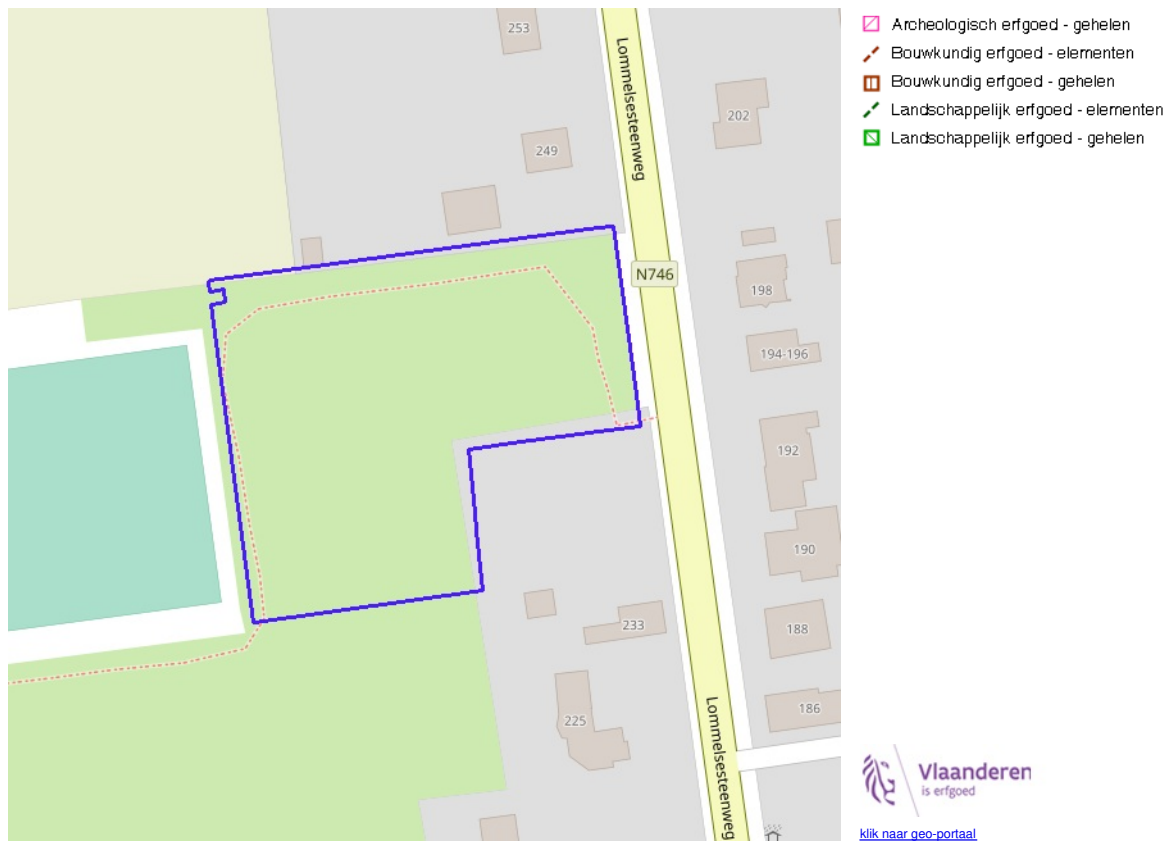 253
Lommelsesteenweg
202
249
N746
198
194-196
192
190
233
188
225
186
Lommelsesteenweg
Archeologisch erfgoed - gehelen
Bouwkundig erfgoed - elementen
Bouwkundig erfgoed - gehelen
Landschappelijk erfgoed - elementen
Landschappelijk erfgoed - gehelen
Vlaanderen
is erfgoed
klik naar geo-portaal